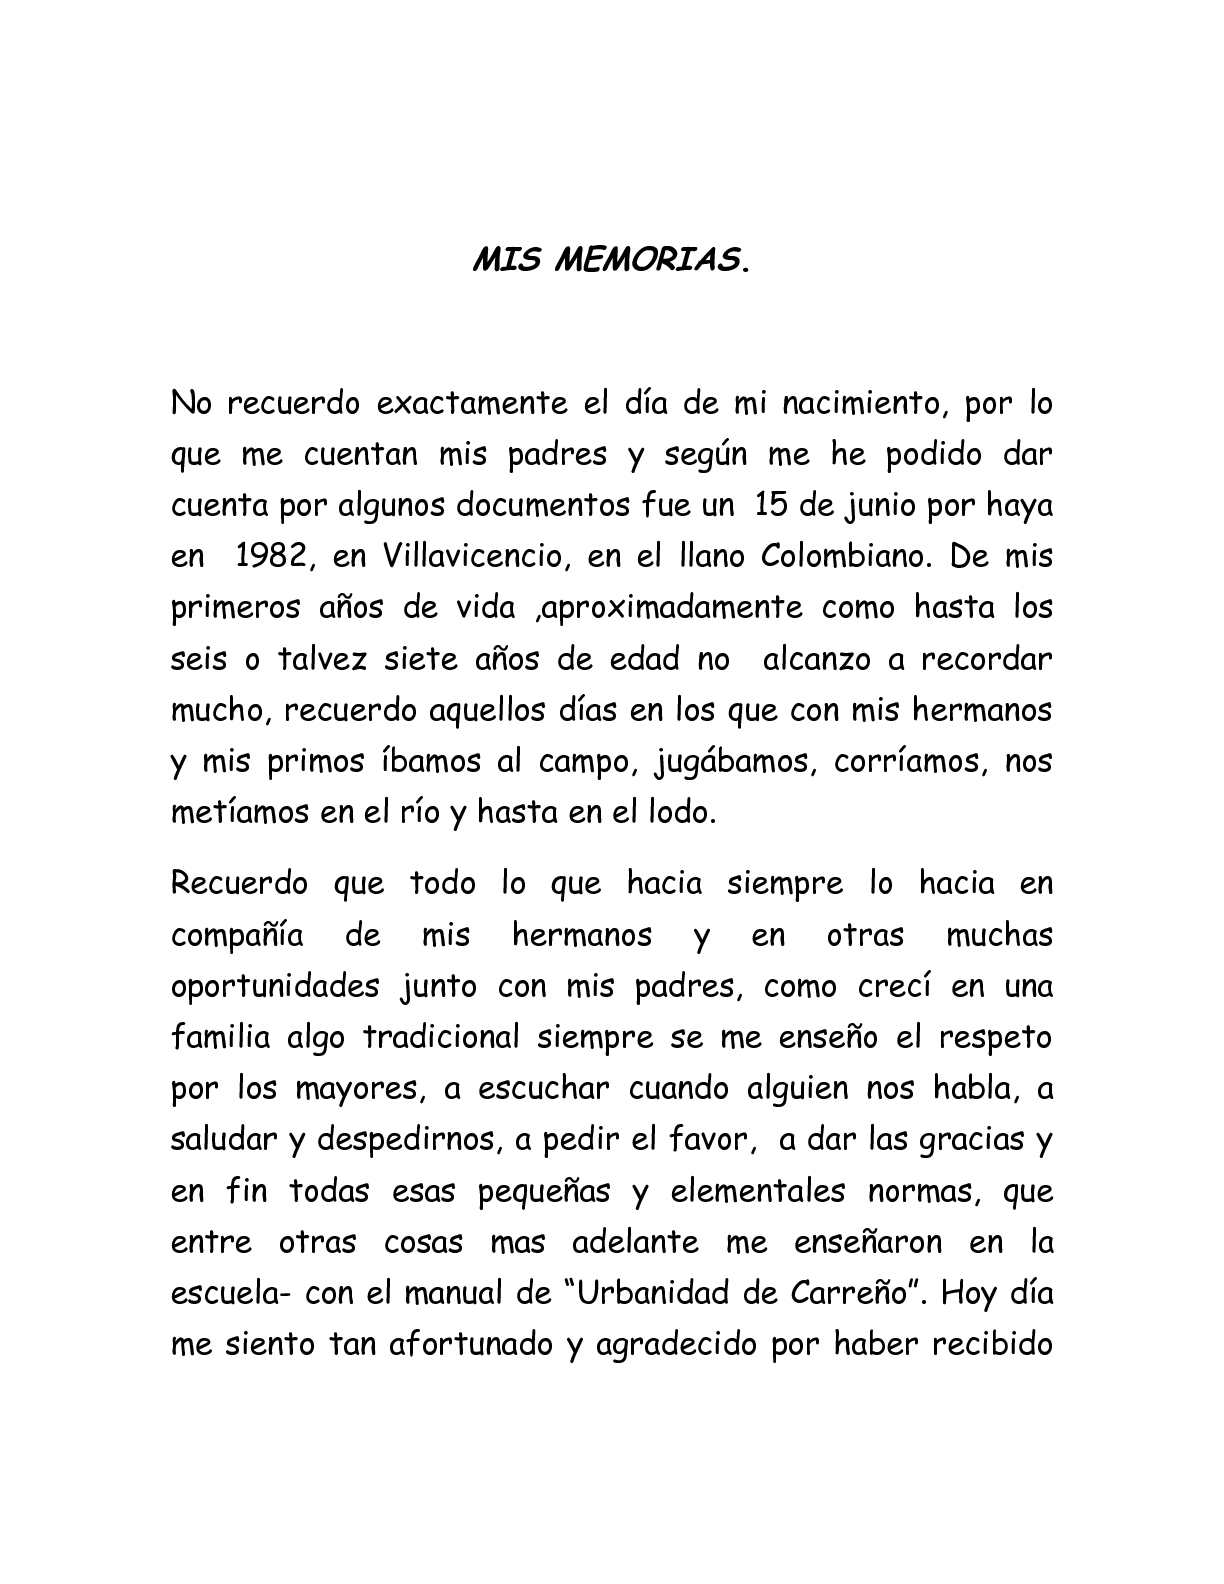 MIS MEMORIAS.
No recuerdo exactamente el día de mi nacimiento, por lo
que me cuentan mis padres y según me he podido dar
cuenta por algunos documentos fue un 15 de junio por haya
en 1982, en Villavicencio, en el llano Colombiano. De mis
primeros años de vida ,aproximadamente como hasta los
seis o talvez siete años de edad no alcanzo a recordar
mucho, recuerdo aquellos días en los que con mis hermanos
y mis primos íbamos al campo, jugábamos, corríamos, nos
metíamos en el río y hasta en el lodo.
Recuerdo que todo lo que hacia siempre lo hacia en
compañía de mis hermanos y en otras muchas
oportunidades junto con mis padres, como crecí en una
familia algo tradicional siempre se me enseño el respeto
por los mayores, a escuchar cuando alguien nos habla, a
saludar y despedirnos, a pedir el favor, a dar las gracias y
en fin todas esas pequeñas y elementales normas, que
entre otras cosas mas adelante me enseñaron en la
escuela- con el manual de “Urbanidad de Carreño”. Hoy día
me siento tan afortunado y agradecido por haber recibido